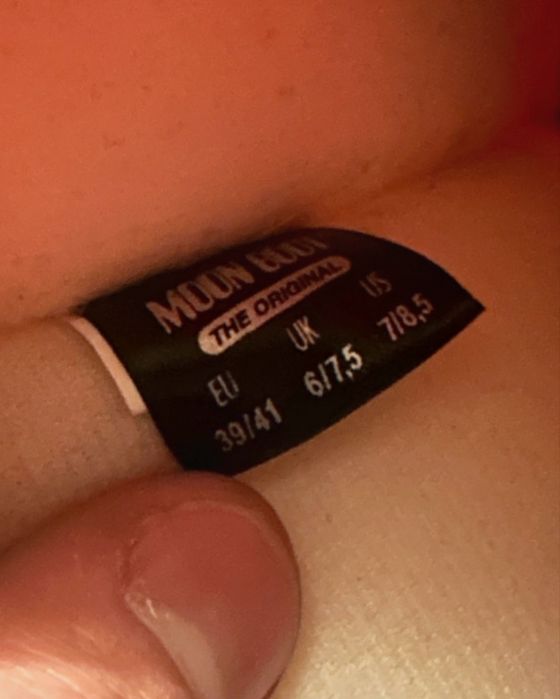 MOON BOOT
THE ORIGINAL
EU UK US
39/41 6/7,5 7/8,5